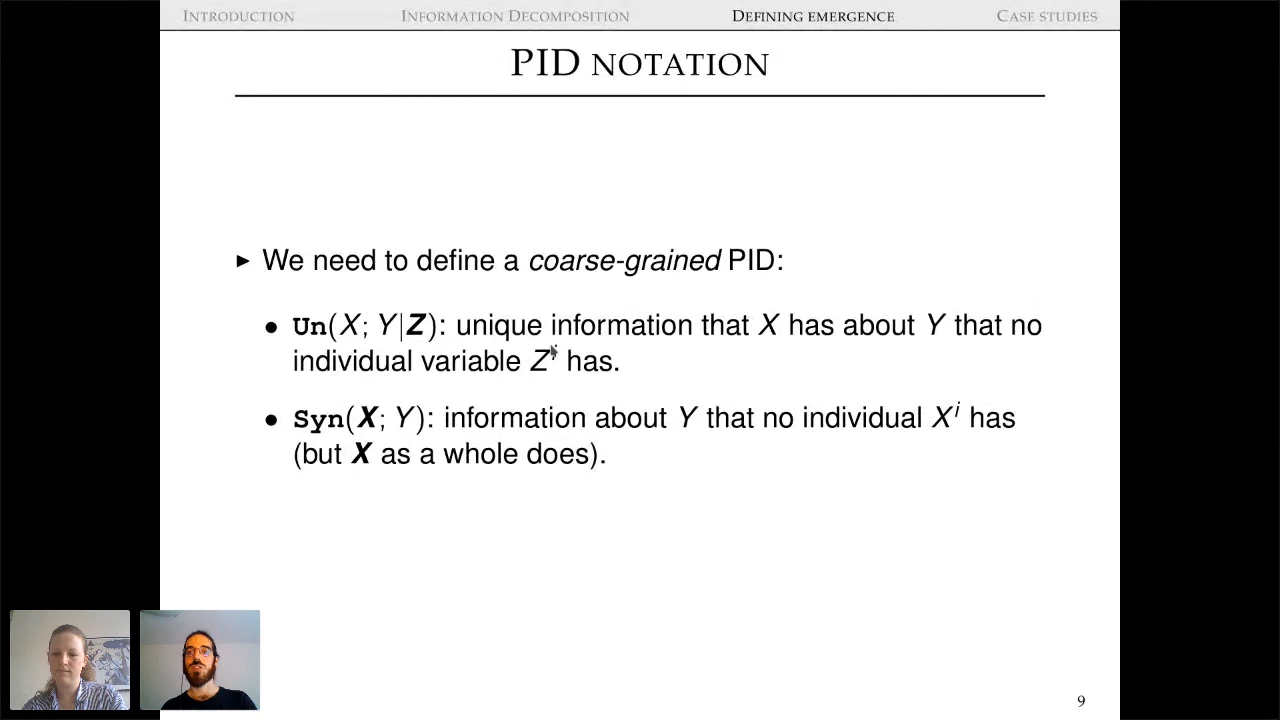 INTRODUCTION INFORMATION DECOMPOSITION DEFINING EMERGENCE CASE STUDIES
PID NOTATION
► We need to define a coarse-grained PID:
• Un(X; Y|Z): unique information that X has about Y that no
individual variable Zⁱ has.
• Syn(X; Y): information about Y that no individual Xⁱ has
(but X as a whole does).
9